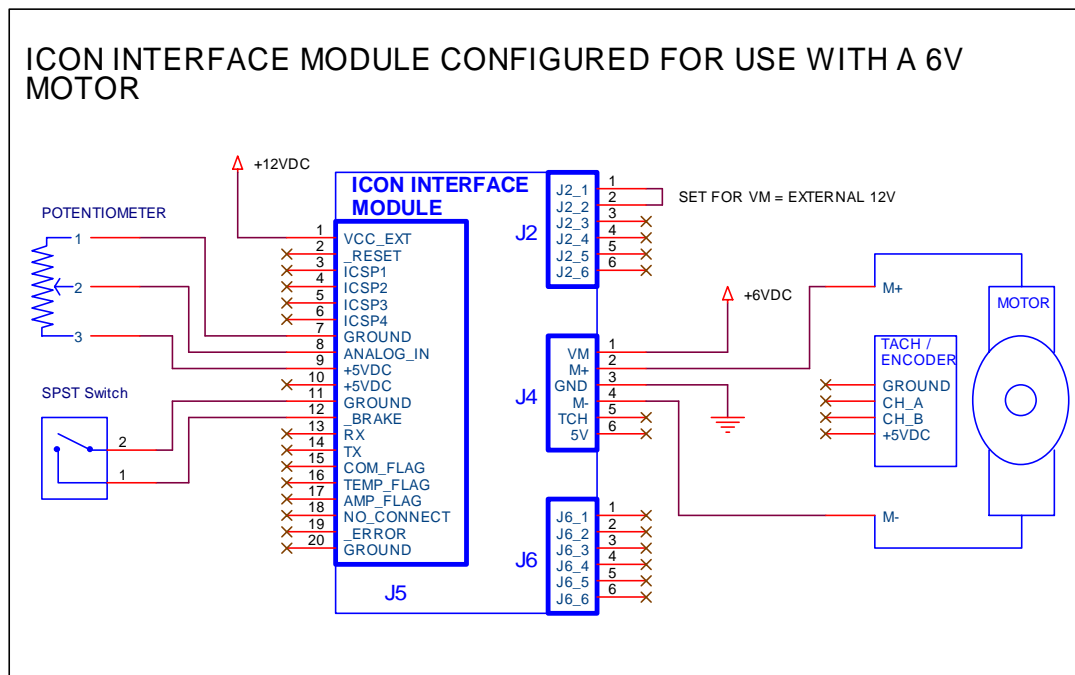 ICON INTERFACE MODULE CONFIGURED FOR USE WITH A 6V
MOTOR
+12VDC
POTENTIOMETER
1
2
3
SPST Switch
2
1
ICON INTERFACE
MODULE
1 VCC_EXT
2 _RESET
3 ICSP1
4 ICSP2
5 ICSP3
6 ICSP4
7 GROUND
8 ANALOG_IN
9 +5VDC
10 +5VDC
11 GROUND
12 _BRAKE
13 RX
14 TX
15 COM_FLAG
16 TEMP_FLAG
17 AMP_FLAG
18 NO_CONNECT
19 _ERROR
20 GROUND
J5
J2
J2_1 1
J2_2 2
J2_3 3
J2_4 4
J2_5 5
J2_6 6
SET FOR VM = EXTERNAL 12V
+6VDC
J4
VM 1
M+ 2
GND 3
M- 4
TCH 5
5V 6
J6
J6_1 1
J6_2 2
J6_3 3
J6_4 4
J6_5 5
J6_6 6
M+
MOTOR
TACH /
ENCODER
GROUND
CH_A
CH_B
+5VDC
M-